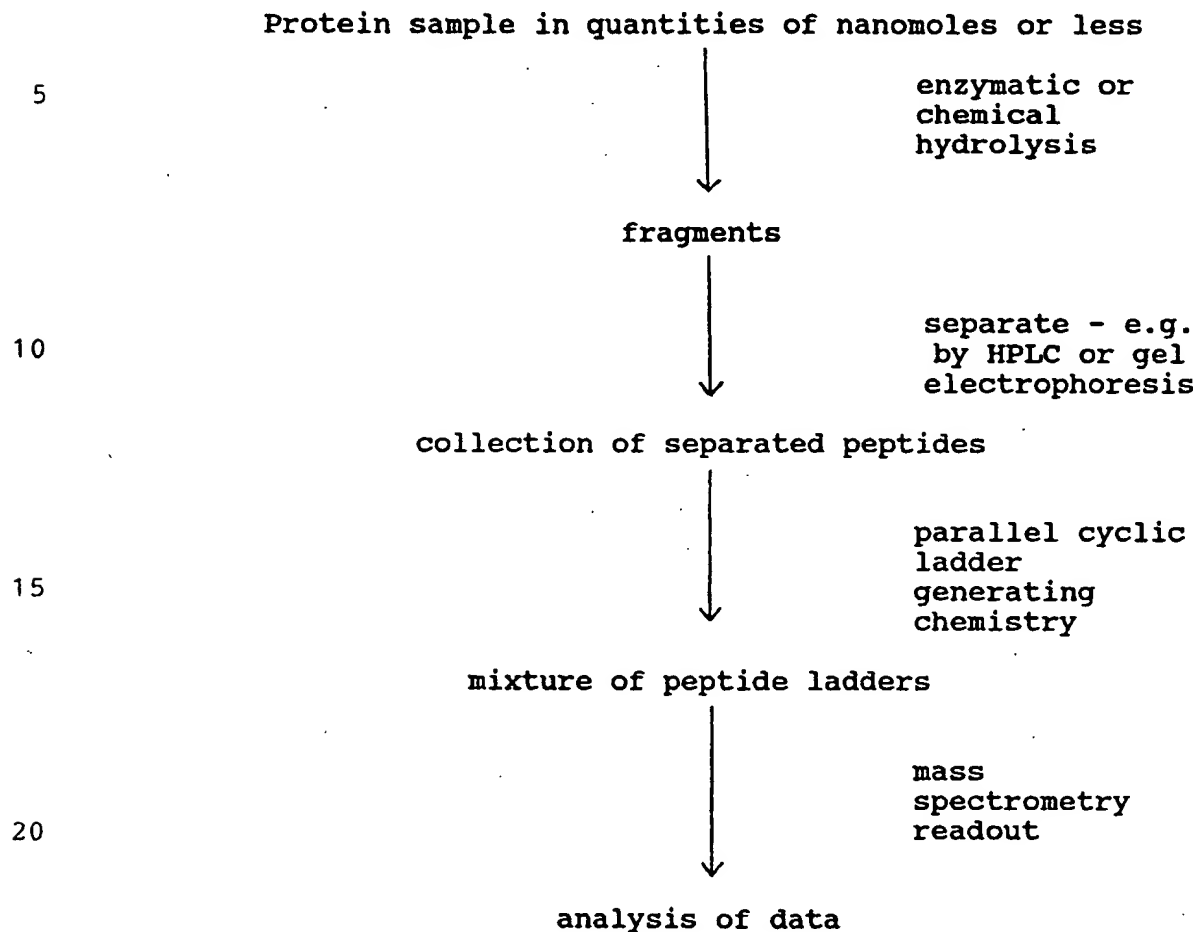 Protein sample in quantities of nanomoles or less
5
enzymatic or
chemical
hydrolysis
fragments
10
separate - e.g.
by HPLC or gel
electrophoresis
collection of separated peptides
15
parallel cyclic
ladder
generating
chemistry
mixture of peptide ladders
20
mass
spectrometry
readout
analysis of data